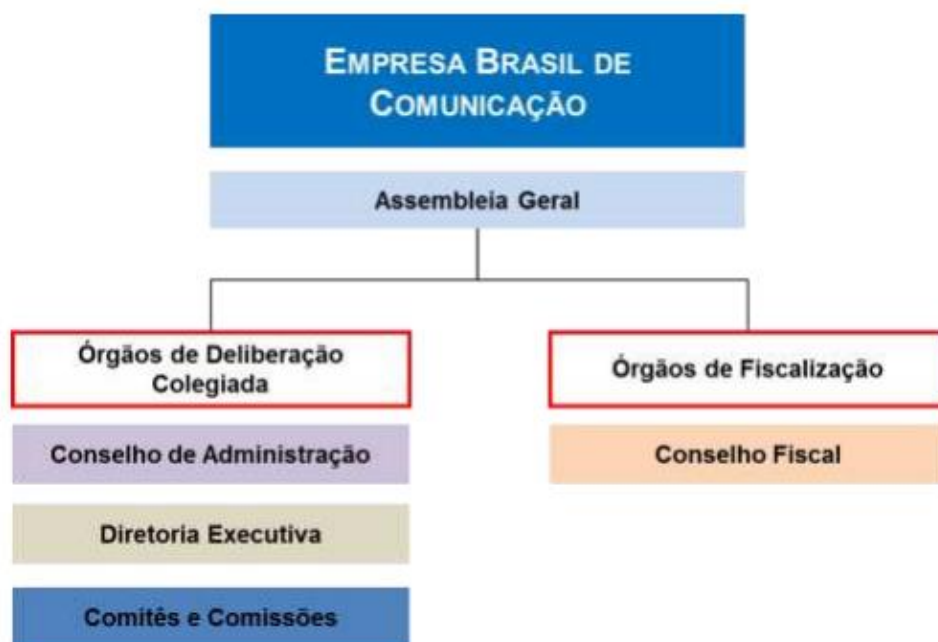 EMPRESA BRASIL DE
COMUNICAÇÃO
Assembleia Geral
Órgãos de Deliberação
Colegiada
Órgãos de Fiscalização
Conselho de Administração
Conselho Fiscal
Diretoria Executiva
Comitês e Comissões